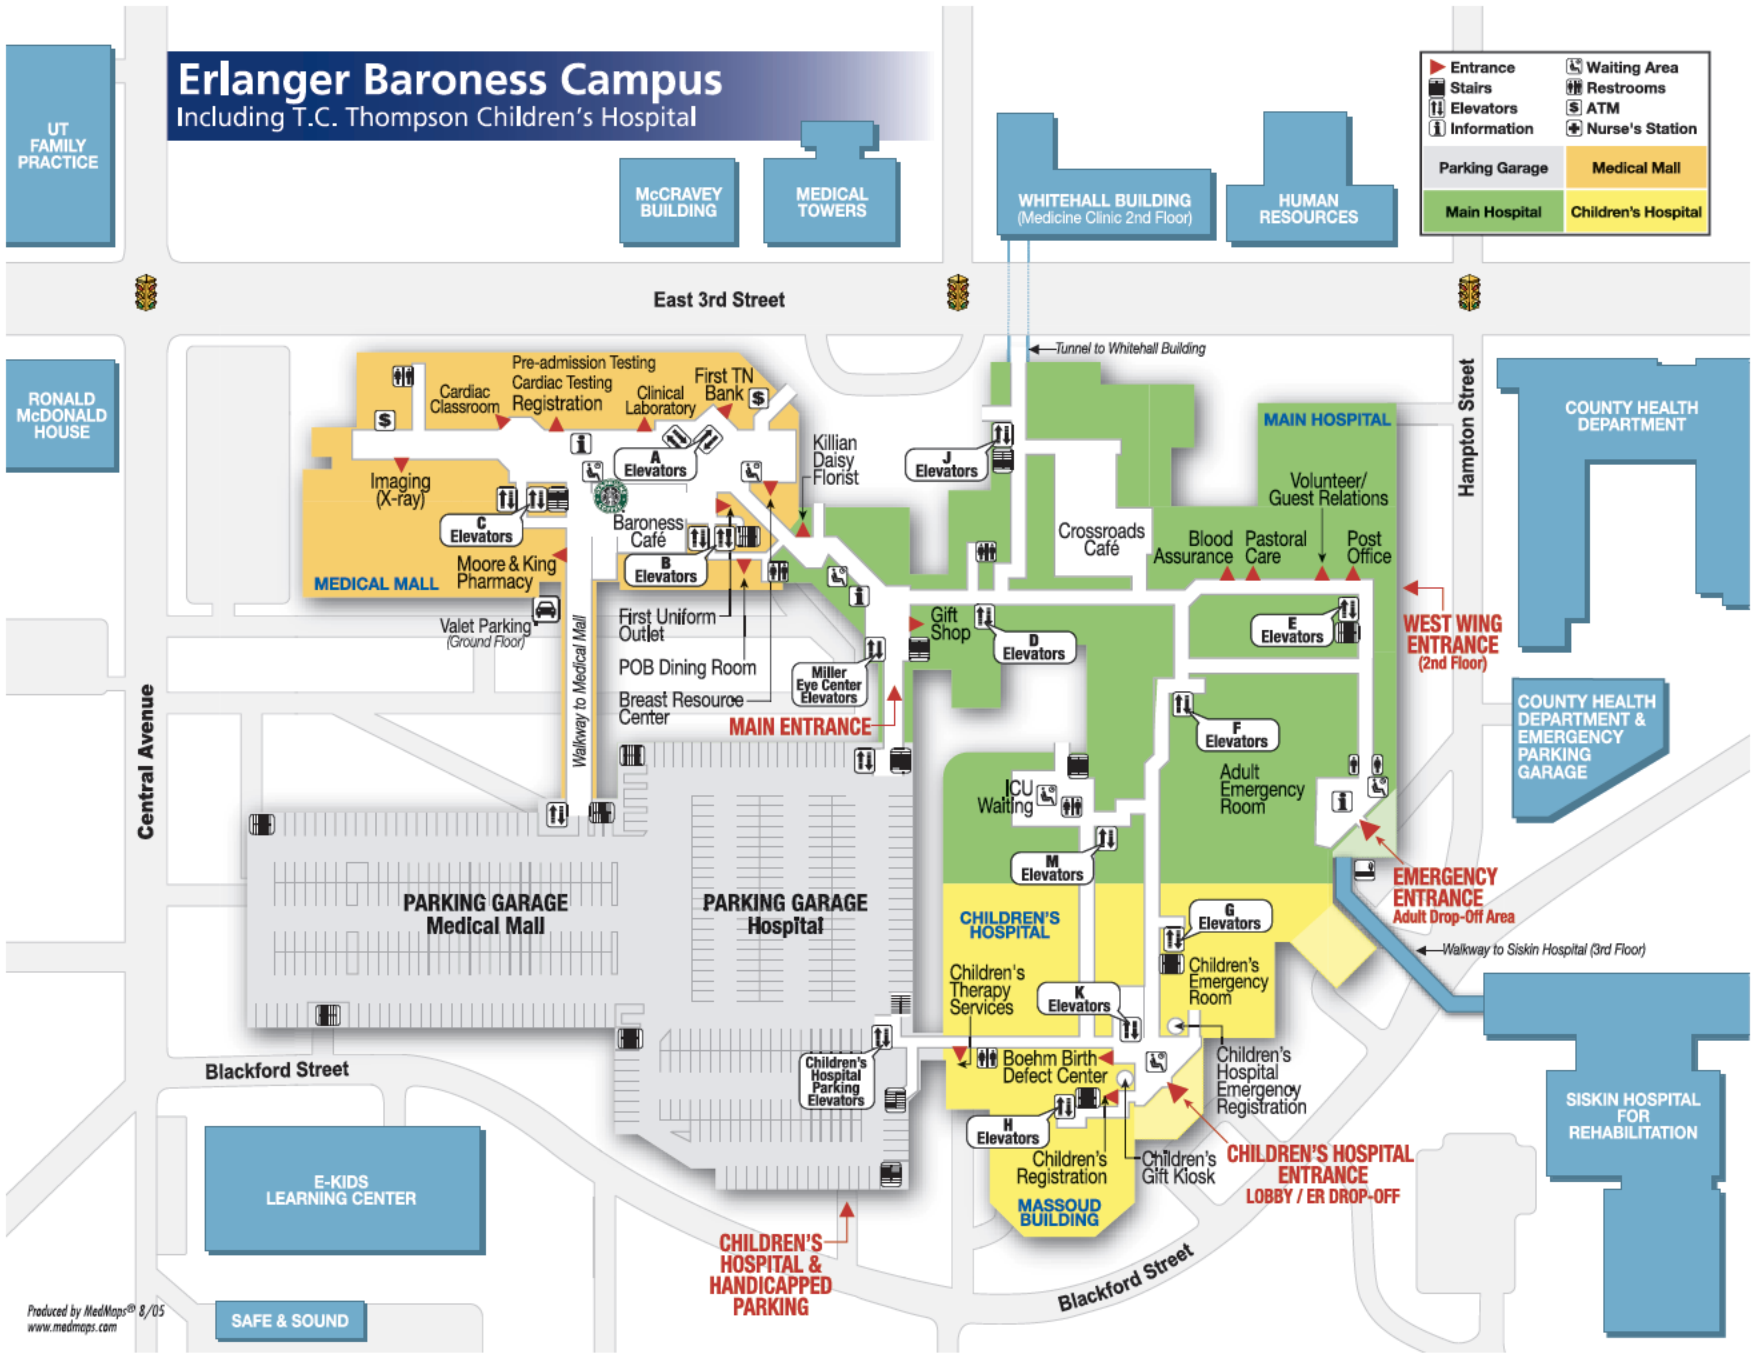 Erlanger Baroness Campus
Including T.C. Thompson Children's Hospital
Entrance
Stairs
Elevators
Information
Waiting Area
Restrooms
$ ATM
Nurse's Station
Parking Garage
Medical Mall
Main Hospital
Children's Hospital
UT
FAMILY
PRACTICE
McCRAVEY
BUILDING
MEDICAL
TOWERS
WHITEHALL BUILDING
(Medicine Clinic 2nd Floor)
HUMAN
RESOURCES
East 3rd Street
Tunnel to Whitehall Building
RONALD
McDONALD
HOUSE
Pre-admission Testing
Cardiac Testing
Registration
Cardiac
Classroom
Clinical
Laboratory
First TN
Bank
$
$
A
Elevators
Imaging
(X-ray)
C
Elevators
Baroness
Café
B
Elevators
Moore & King
Pharmacy
MEDICAL MALL
Valet Parking
(Ground Floor)
Walkway to Medical Mall
First Uniform
Outlet
POB Dining Room
Breast Resource
Center
Killian
Daisy
Florist
J
Elevators
Crossroads
Café
MAIN HOSPITAL
Volunteer/
Guest Relations
Blood
Assurance
Pastoral
Care
Post
Office
Hampton Street
COUNTY HEALTH
DEPARTMENT
Gift
Shop
D
Elevators
E
Elevators
WEST WING
ENTRANCE
(2nd Floor)
Miller
Eye Center
Elevators
MAIN ENTRANCE
F
Elevators
COUNTY HEALTH
DEPARTMENT &
EMERGENCY
PARKING
GARAGE
Central Avenue
ICU
Waiting
Adult
Emergency
Room
M
Elevators
EMERGENCY
ENTRANCE
Adult Drop-Off Area
PARKING GARAGE
Medical Mall
PARKING GARAGE
Hospital
CHILDREN'S
HOSPITAL
G
Elevators
Walkway to Siskin Hospital (3rd Floor)
Children's
Therapy
Services
K
Elevators
Children's
Emergency
Room
Blackford Street
Children's
Hospital
Parking
Elevators
Boehm Birth
Defect Center
Children's
Hospital
Emergency
Registration
H
Elevators
Children's
Registration
Children's
Gift Kiosk
MASSOUD
BUILDING
CHILDREN'S HOSPITAL
ENTRANCE
LOBBY / ER DROP-OFF
SISKIN HOSPITAL
FOR
REHABILITATION
E-KIDS
LEARNING CENTER
CHILDREN'S
HOSPITAL &
HANDICAPPED
PARKING
Blackford Street
SAFE & SOUND
Produced by MedMaps® 8/05
www.medmaps.com